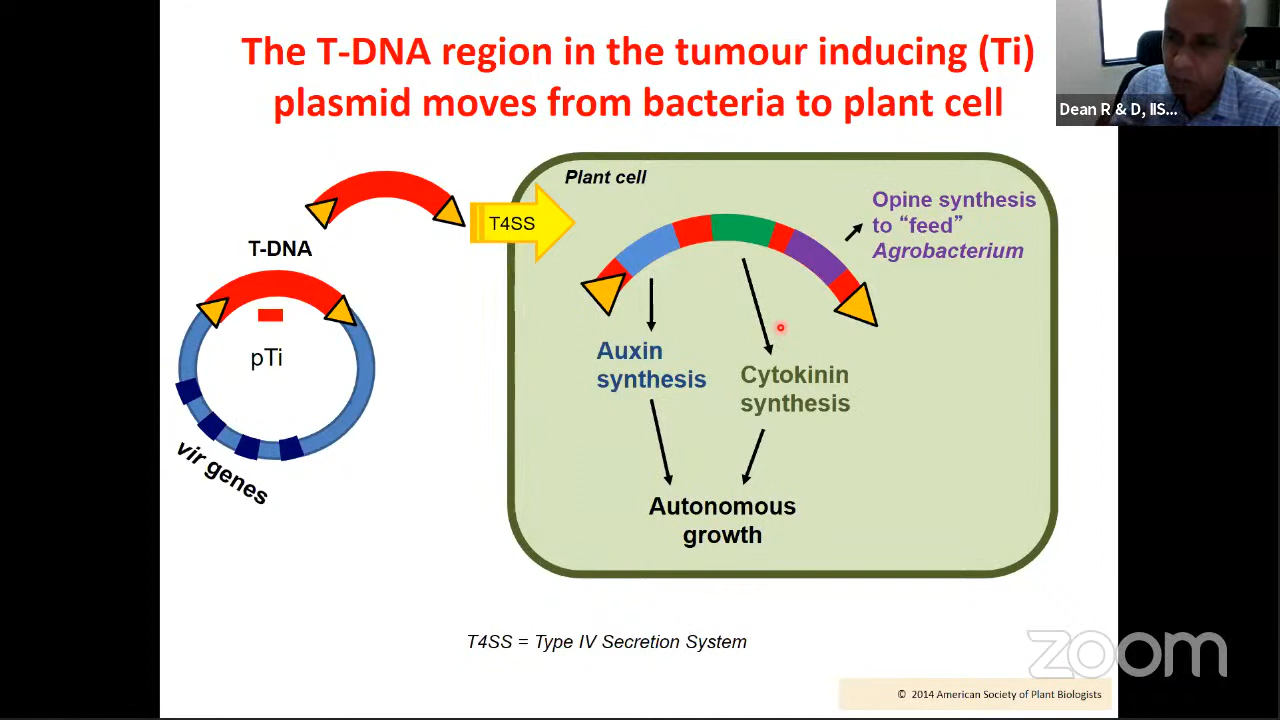 The T-DNA region in the tumour inducing (Ti)
plasmid moves from bacteria to plant cell
Dean R & D, IIS...
Plant cell
T4SS
Opine synthesis
to “feed”
Agrobacterium
T-DNA
pTi
vir genes
Auxin
synthesis
Cytokinin
synthesis
Autonomous
growth
T4SS = Type IV Secretion System
zoom
© 2014 American Society of Plant Biologists